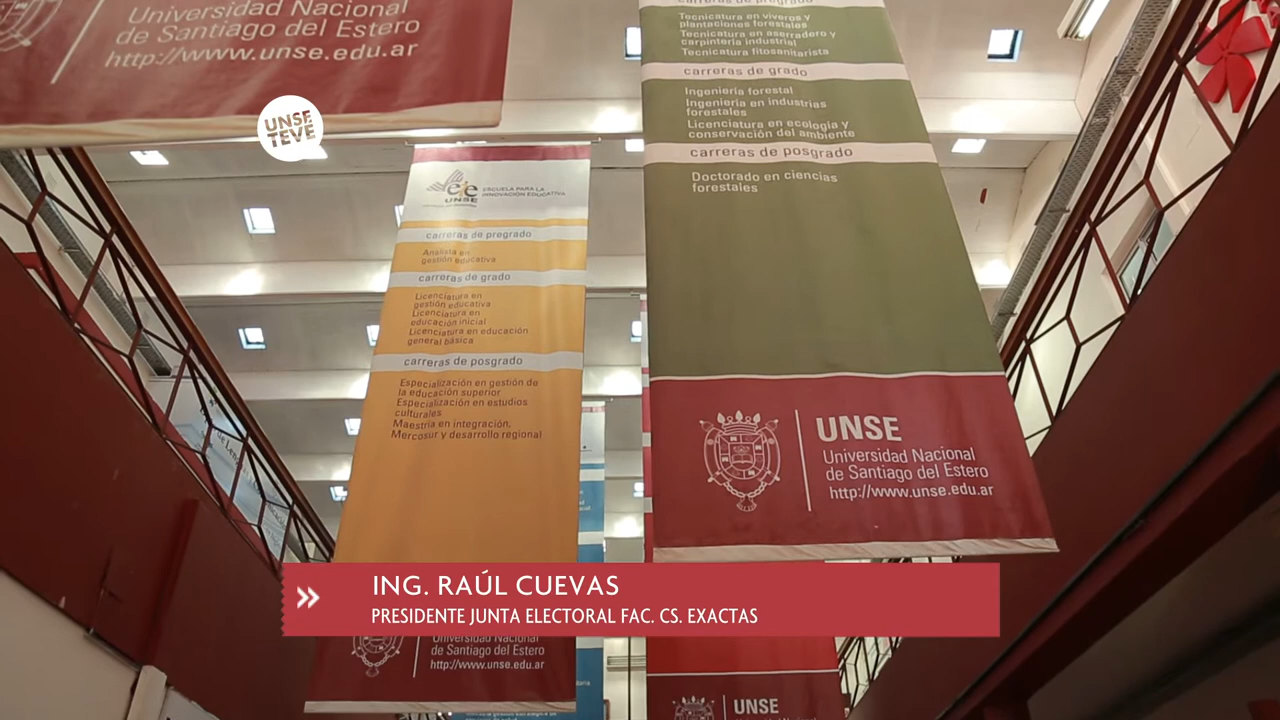 Universidad Nacional
de Santiago del Estero
http://www.unse.edu.ar
UNSE
TEVE
ESCUELA PARA LA
INNOVACIÓN EDUCATIVA
UNSE
carreras de pregrado
Analista en
gestión educativa
carreras de grado
Licenciatura en
gestión educativa
Licenciatura en
educación inicial
Licenciatura en educación
general básica
carreras de posgrado
Especialización en gestión de
la educación superior
Especialización en estudios
culturales
Maestría en integración,
Mercosur y desarrollo regional
carreras de pregrado
Tecnicatura en viveros y
plantaciones forestales
Tecnicatura en aserradero y
carpintería industrial
Tecnicatura fitosanitarista
carreras de grado
Ingeniería forestal
Ingeniería en industrias
forestales
Licenciatura en ecología y
conservación del ambiente
carreras de posgrado
Doctorado en ciencias
forestales
UNSE
Universidad Nacional
de Santiago del Estero
http://www.unse.edu.ar
ING. RAÚL CUEVAS
PRESIDENTE JUNTA ELECTORAL FAC. CS. EXACTAS
Universidad Nacional
de Santiago del Estero
http://www.unse.edu.ar
UNSE